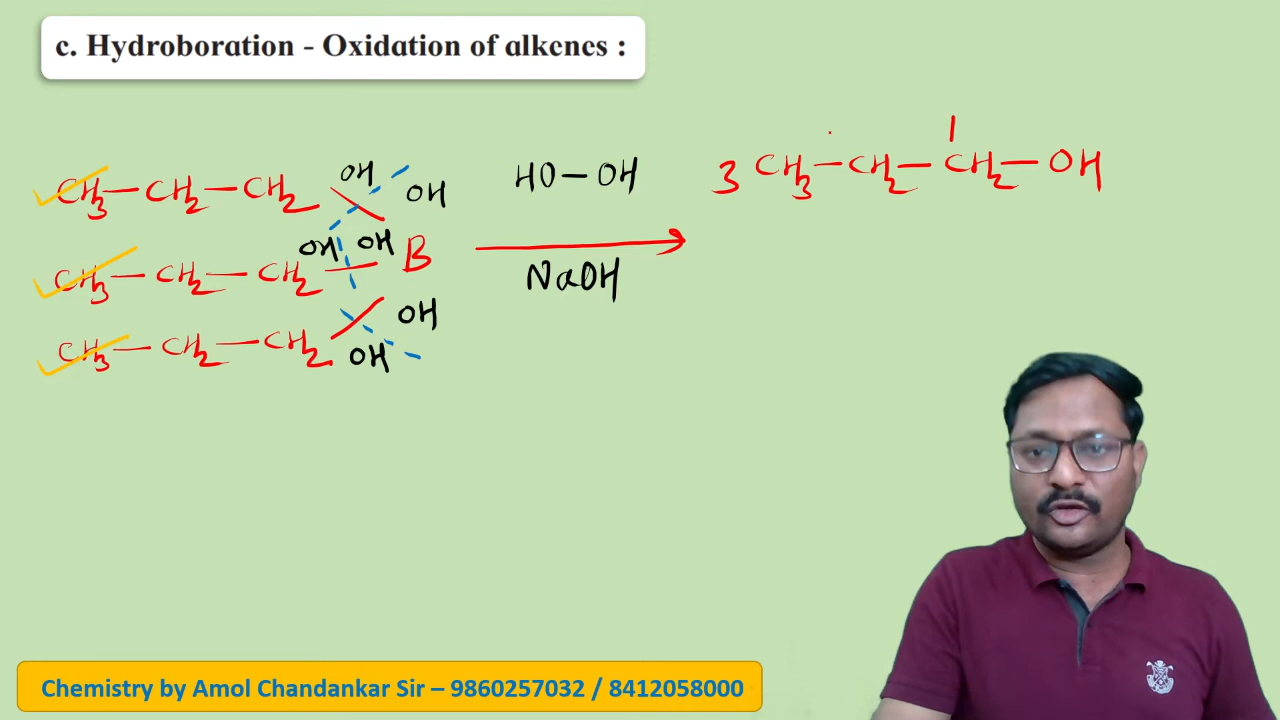 c. Hydroboration - Oxidation of alkenes :
CH3—CH2—CH2
OH
OH
HO—OH
3 CH3—CH2—CH2—OH
1
OH
OH
B
CH3—CH2—CH2
NaOH
OH
CH3—CH2—CH2
OH
Chemistry by Amol Chandankar Sir – 9860257032 / 8412058000